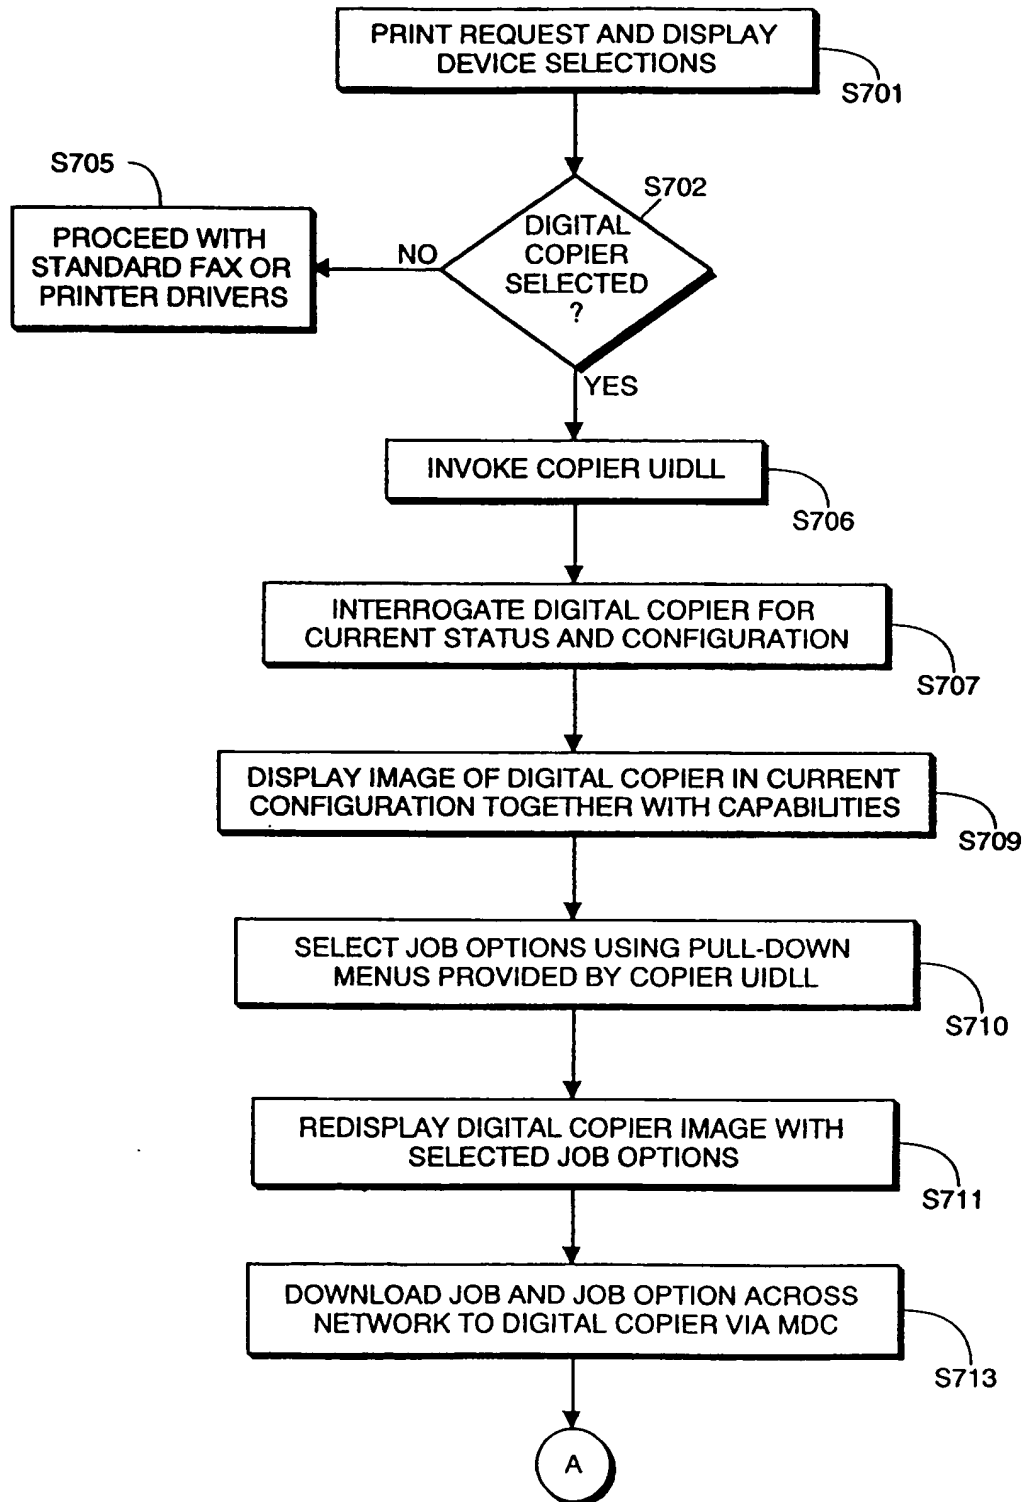 PRINT REQUEST AND DISPLAY
DEVICE SELECTIONS
S701
S705
S702
PROCEED WITH
STANDARD FAX OR
PRINTER DRIVERS
NO
DIGITAL
COPIER
SELECTED
?
YES
INVOKE COPIER UIDLL
S706
INTERROGATE DIGITAL COPIER FOR
CURRENT STATUS AND CONFIGURATION
S707
DISPLAY IMAGE OF DIGITAL COPIER IN CURRENT
CONFIGURATION TOGETHER WITH CAPABILITIES
S709
SELECT JOB OPTIONS USING PULL-DOWN
MENUS PROVIDED BY COPIER UIDLL
S710
REDISPLAY DIGITAL COPIER IMAGE WITH
SELECTED JOB OPTIONS
S711
DOWNLOAD JOB AND JOB OPTION ACROSS
NETWORK TO DIGITAL COPIER VIA MDC
S713
A